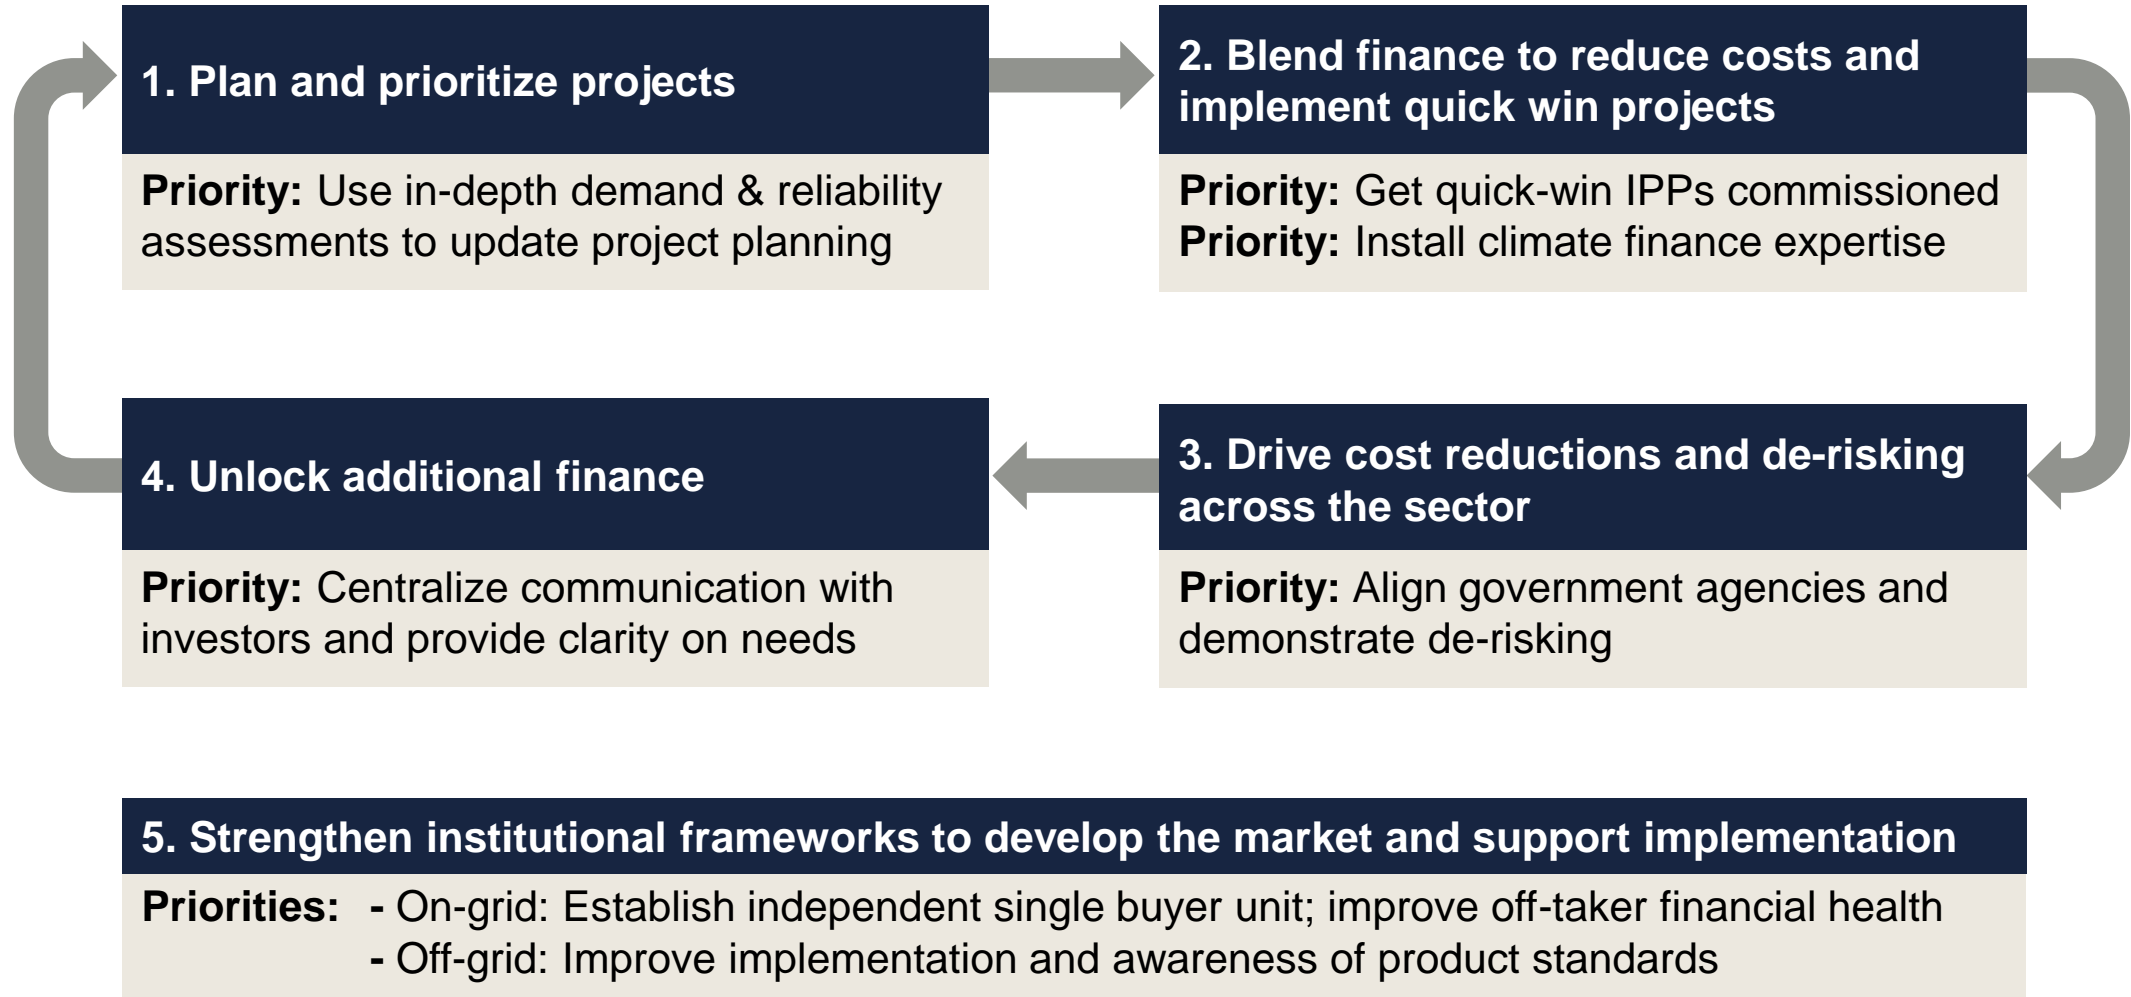 1. Plan and prioritize projects
Priority: Use in-depth demand & reliability
assessments to update project planning
2. Blend finance to reduce costs and
implement quick win projects
Priority: Get quick-win IPPs commissioned
Priority: Install climate finance expertise
3. Drive cost reductions and de-risking
across the sector
Priority: Align government agencies and
demonstrate de-risking
4. Unlock additional finance
Priority: Centralize communication with
investors and provide clarity on needs
5. Strengthen institutional frameworks to develop the market and support implementation
Priorities: - On-grid: Establish independent single buyer unit; improve off-taker financial health
- Off-grid: Improve implementation and awareness of product standards